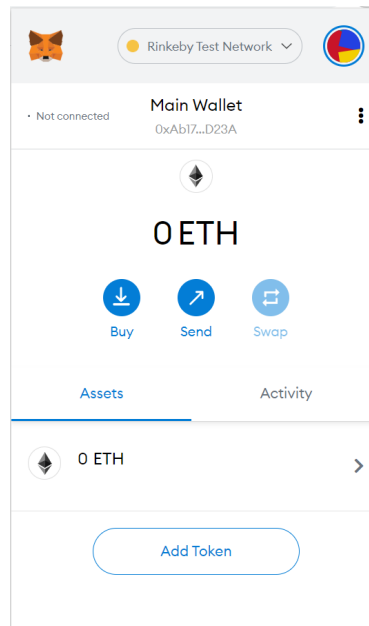 Rinkeby Test Network
Not connected
Main Wallet
0xAb17...D23A
0 ETH
Buy Send Swap
Assets Activity
0 ETH
Add Token